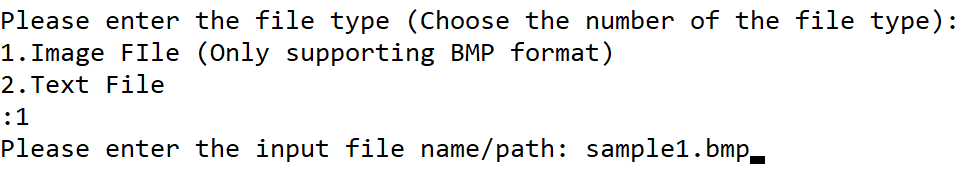 Please enter the file type (Choose the number of the file type):
1.Image FIle (Only supporting BMP format)
2.Text File
:1
Please enter the input file name/path: sample1.bmp